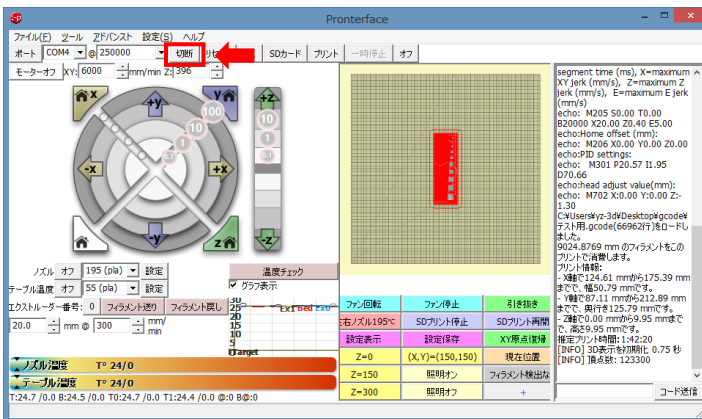 Pronterface
ファイル(F) ツール アドバンスト 設定(S) ヘルプ
ポート COM4 @ 250000 切断 SDカード プリント 一時停止 オフ
モーターオフ XY: 6000 mm/min Z: 396
X +y y +Z
100 10 1 0.1
10 1 0.1
-x +x
-y z -Z
ノズル オフ 195 (pla) 設定 温度チェック
テーブル温度 オフ 55 (pla) 設定 グラフ表示
エクストルーダー番号: 0 フィラメント送り フィラメント戻し
20.0 mm @ 300 mm/min
30
25 Ex1 Bed Ex0
20
15
10
5
Target
ノズル温度 T° 24/0
テーブル温度 T° 24/0
T:24.7 /0.0 B:24.5 /0.0 T0:24.7 /0.0 T1:24.4 /0.0 @:0 B@:0
ファン回転 ファン停止 引き抜き
右ノズル195℃ SDプリント停止 SDプリント再開
設定表示 設定保存 XY原点復帰
Z=0 (X,Y)=(150,150) 現在位置
Z=150 照明オン フィラメント検出な
Z=300 照明オフ +
segment time (ms), X=maximum
XY jerk (mm/s), Z=maximum Z
jerk (mm/s), E=maximum E jerk
(mm/s)
echo: M205 S0.00 T0.00
B20000 X20.00 Z0.40 E5.00
echo:Home offset (mm):
echo: M206 X0.00 Y0.00 Z0.00
echo:PID settings:
echo: M301 P20.57 I1.95
D70.66
echo:head adjust value(mm):
echo: M702 X:0.00 Y:0.00 Z:-
1.30
C:¥Users¥yz-3d¥Desktop¥gcode¥
テスト用.gcode(66962行)をロードし
ました。
9024.8769 mm のフィラメントをこの
プリントで消費します。
プリント情報:
- X軸で124.61 mmから175.39 mm
まで、幅50.79 mmです。
- Y軸で87.11 mmから212.89 mm
まで、奥行き125.79 mmです。
- Z軸で0.00 mmから9.95 mmまで
で、高さ9.95 mmです。
推定プリント時間: 1:42:20
[INFO] 3D表示を初期化 0.75 秒
[INFO] 頂点数: 123300
コード送信